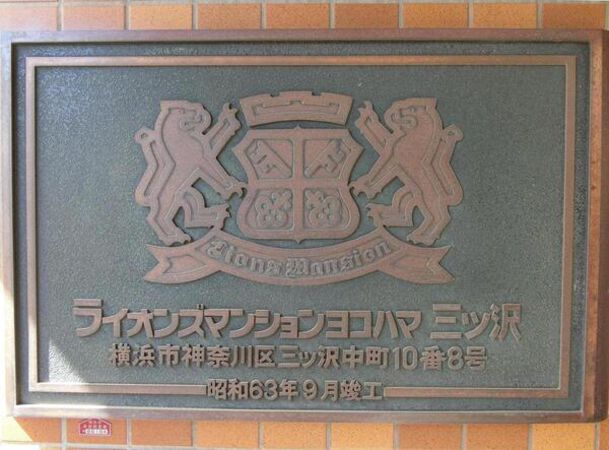 Lions Mansion
ライオンズマンションヨコハマ 三ッ沢
横浜市神奈川区三ッ沢中町10番8号
昭和63年9月竣工